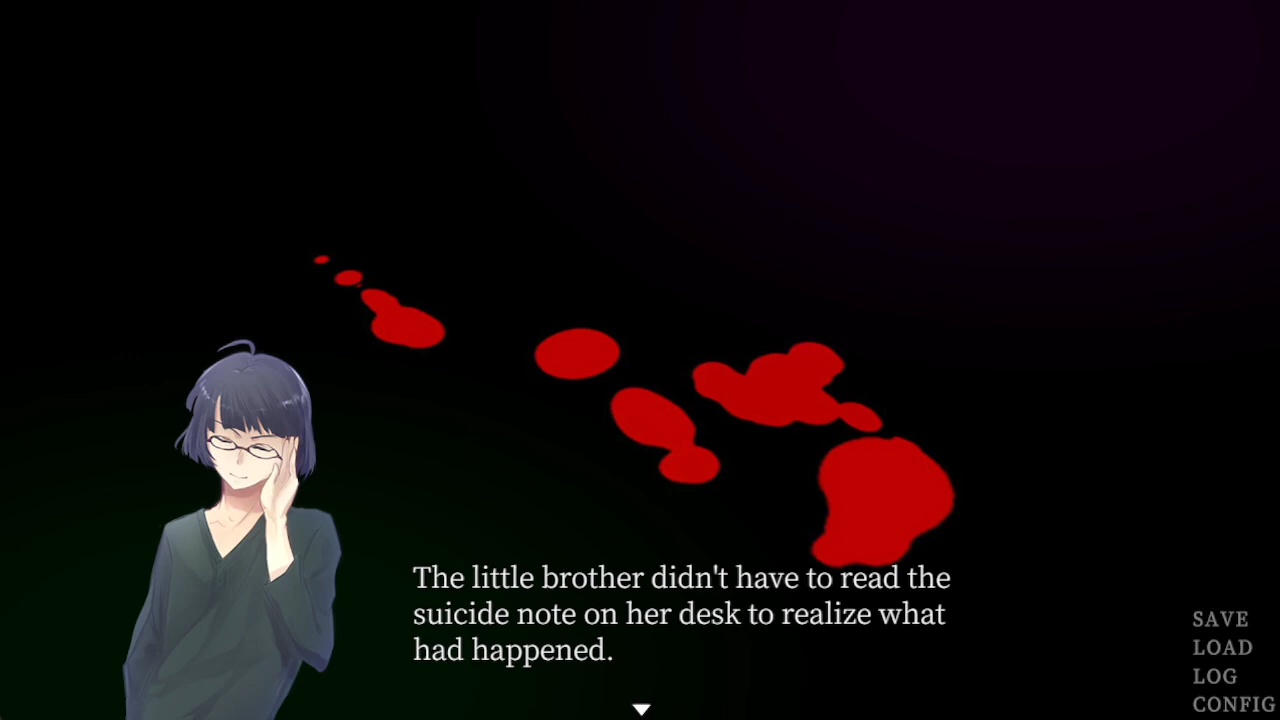 The little brother didn't have to read the
suicide note on her desk to realize what
had happened.
SAVE
LOAD
LOG
CONFIG